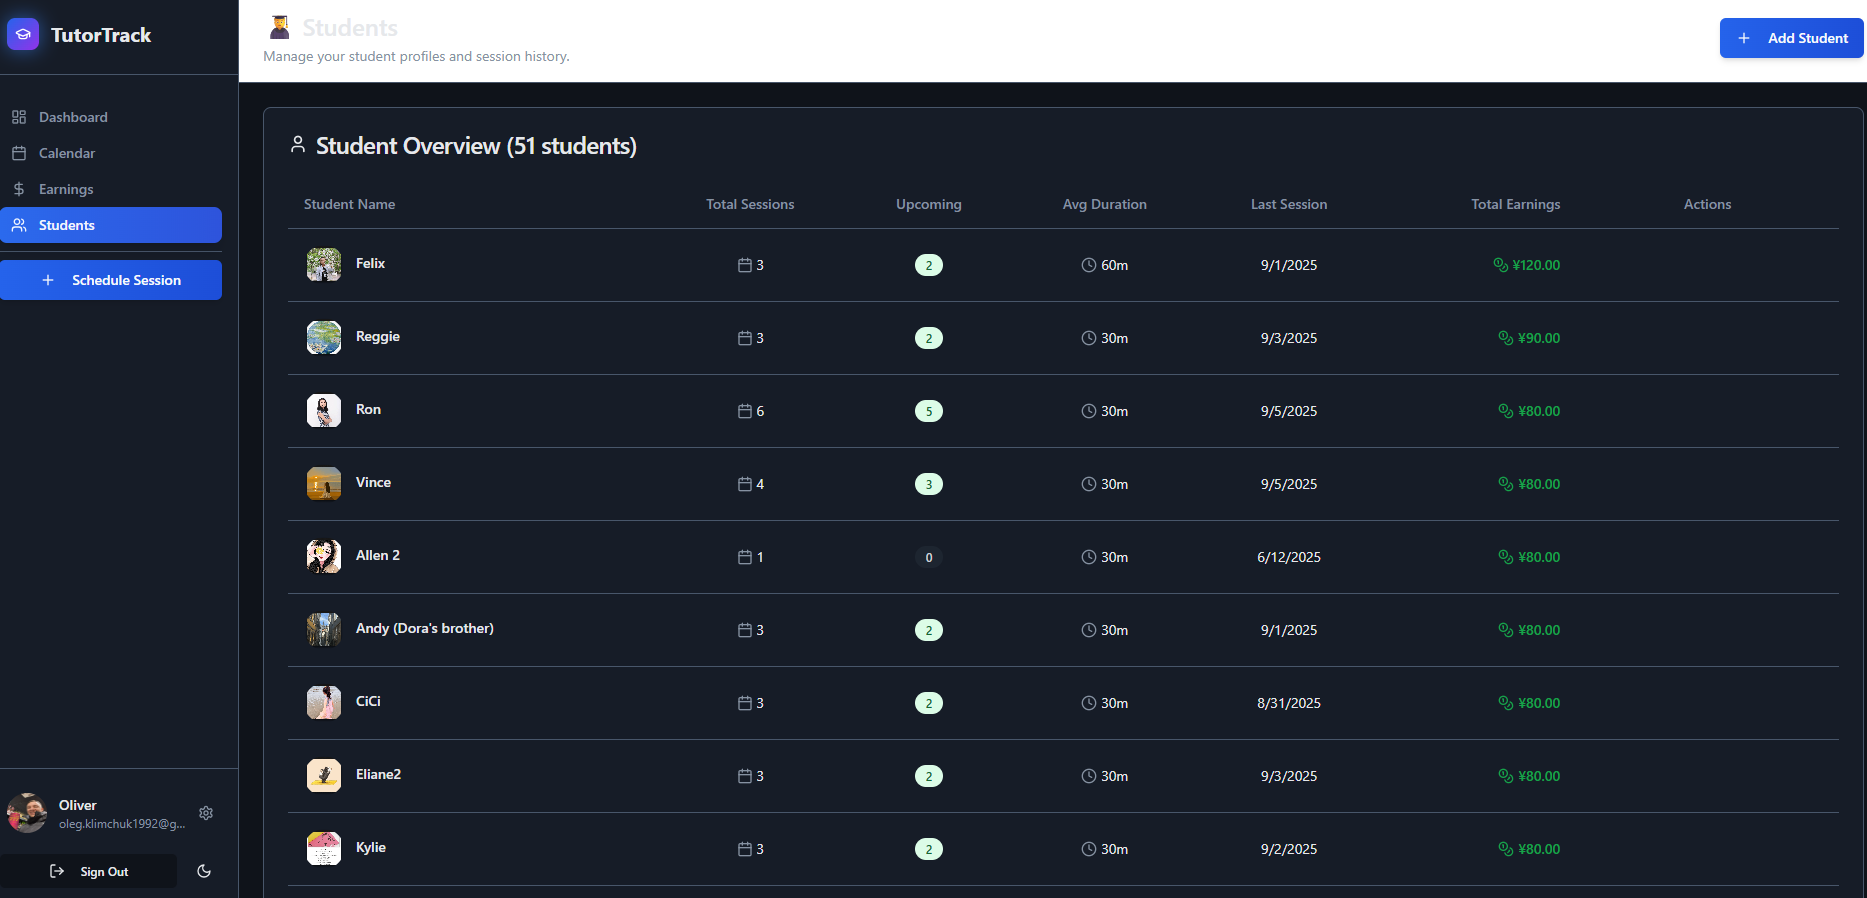 TutorTrack
Dashboard
Calendar
Earnings
Students
Schedule Session
Oliver
oleg.klimchuk1992@g...
Sign Out
Students
Manage your student profiles and session history.
Add Student
Student Overview (51 students)
Student Name Total Sessions Upcoming Avg Duration Last Session Total Earnings Actions
Felix 3 2 60m 9/1/2025 ¥120.00
Reggie 3 2 30m 9/3/2025 ¥90.00
Ron 6 5 30m 9/5/2025 ¥80.00
Vince 4 3 30m 9/5/2025 ¥80.00
Allen 2 1 0 30m 6/12/2025 ¥80.00
Andy (Dora's brother) 3 2 30m 9/1/2025 ¥80.00
CiCi 3 2 30m 8/31/2025 ¥80.00
Eliane2 3 2 30m 9/3/2025 ¥80.00
Kylie 3 2 30m 9/2/2025 ¥80.00